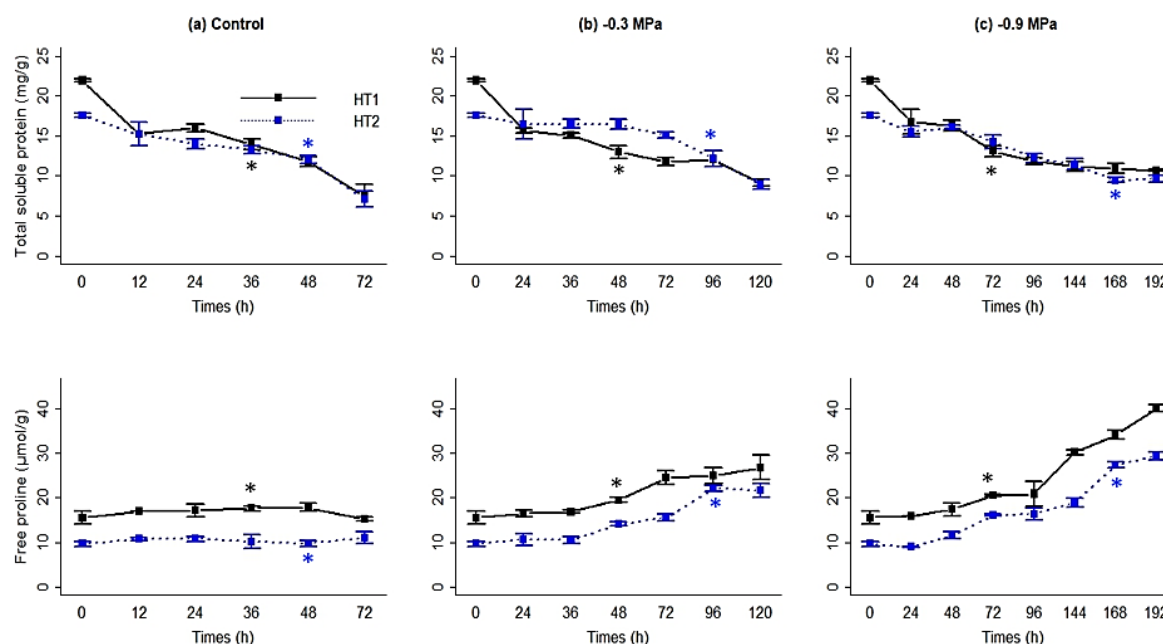 (a) Control
(b) -0.3 MPa
(c) -0.9 MPa
Total soluble protein (mg/g)
25
20
15
10
5
0
HT1
HT2
*
*
0 12 24 36 48 72
Times (h)
25
20
15
10
5
0
*
*
0 24 36 48 72 96 120
Times (h)
25
20
15
10
5
0
*
*
0 24 48 72 96 144 168 192
Times (h)
Free proline (µmol/g)
40
30
20
10
0
*
*
0 12 24 36 48 72
Times (h)
40
30
20
10
0
*
*
0 24 36 48 72 96 120
Times (h)
40
30
20
10
0
*
*
0 24 48 72 96 144 168 192
Times (h)